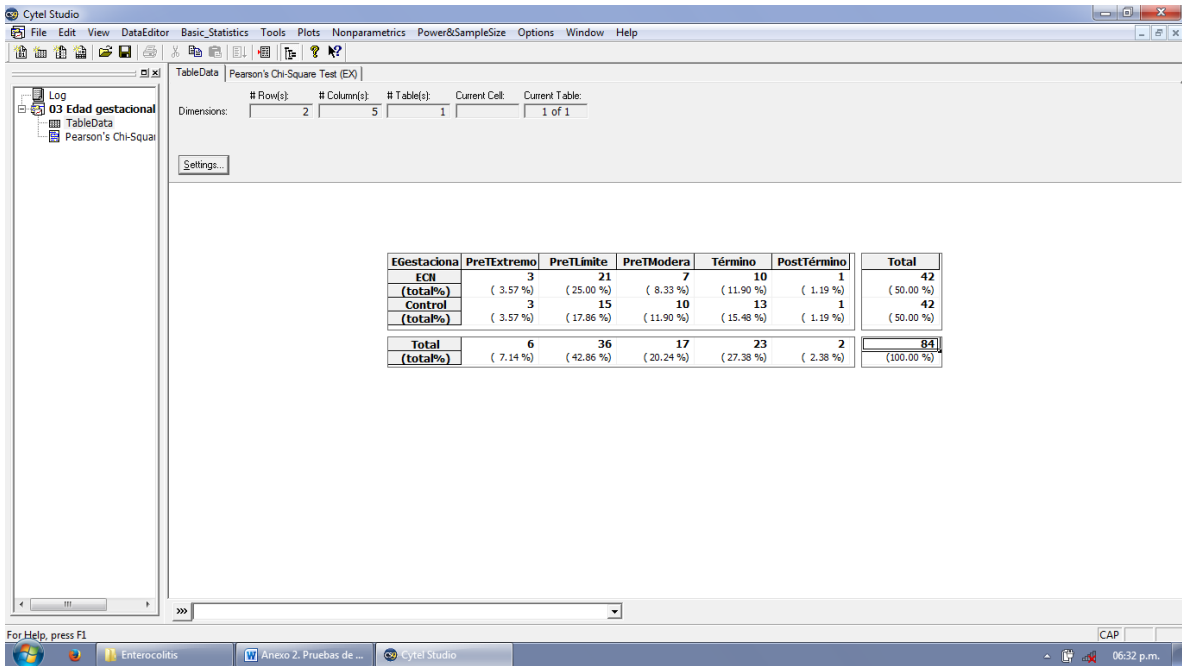 Cytel Studio
File Edit View DataEditor Basic_Statistics Tools Plots Nonparametrics Power&SampleSize Options Window Help
TableData Pearson's Chi-Square Test (EX)
Log
03 Edad gestacional
TableData
Pearson's Chi-Squar
# Row(s): # Column(s): # Table(s): Current Cell: Current Table:
Dimensions: 2 5 1 1 of 1
Settings...
EGestaciona PreTExtremo PreTLímite PreTModera Término PostTérmino Total
ECN 3 21 7 10 1 42
(total%) ( 3.57 %) ( 25.00 %) ( 8.33 %) ( 11.90 %) ( 1.19 %) ( 50.00 %)
Control 3 15 10 13 1 42
(total%) ( 3.57 %) ( 17.86 %) ( 11.90 %) ( 15.48 %) ( 1.19 %) ( 50.00 %)
Total 6 36 17 23 2 84
(total%) ( 7.14 %) ( 42.86 %) ( 20.24 %) ( 27.38 %) ( 2.38 %) (100.00 %)
»»
For Help, press F1 CAP
Enterocolitis Anexo 2. Pruebas de ... Cytel Studio 06:32 p.m.